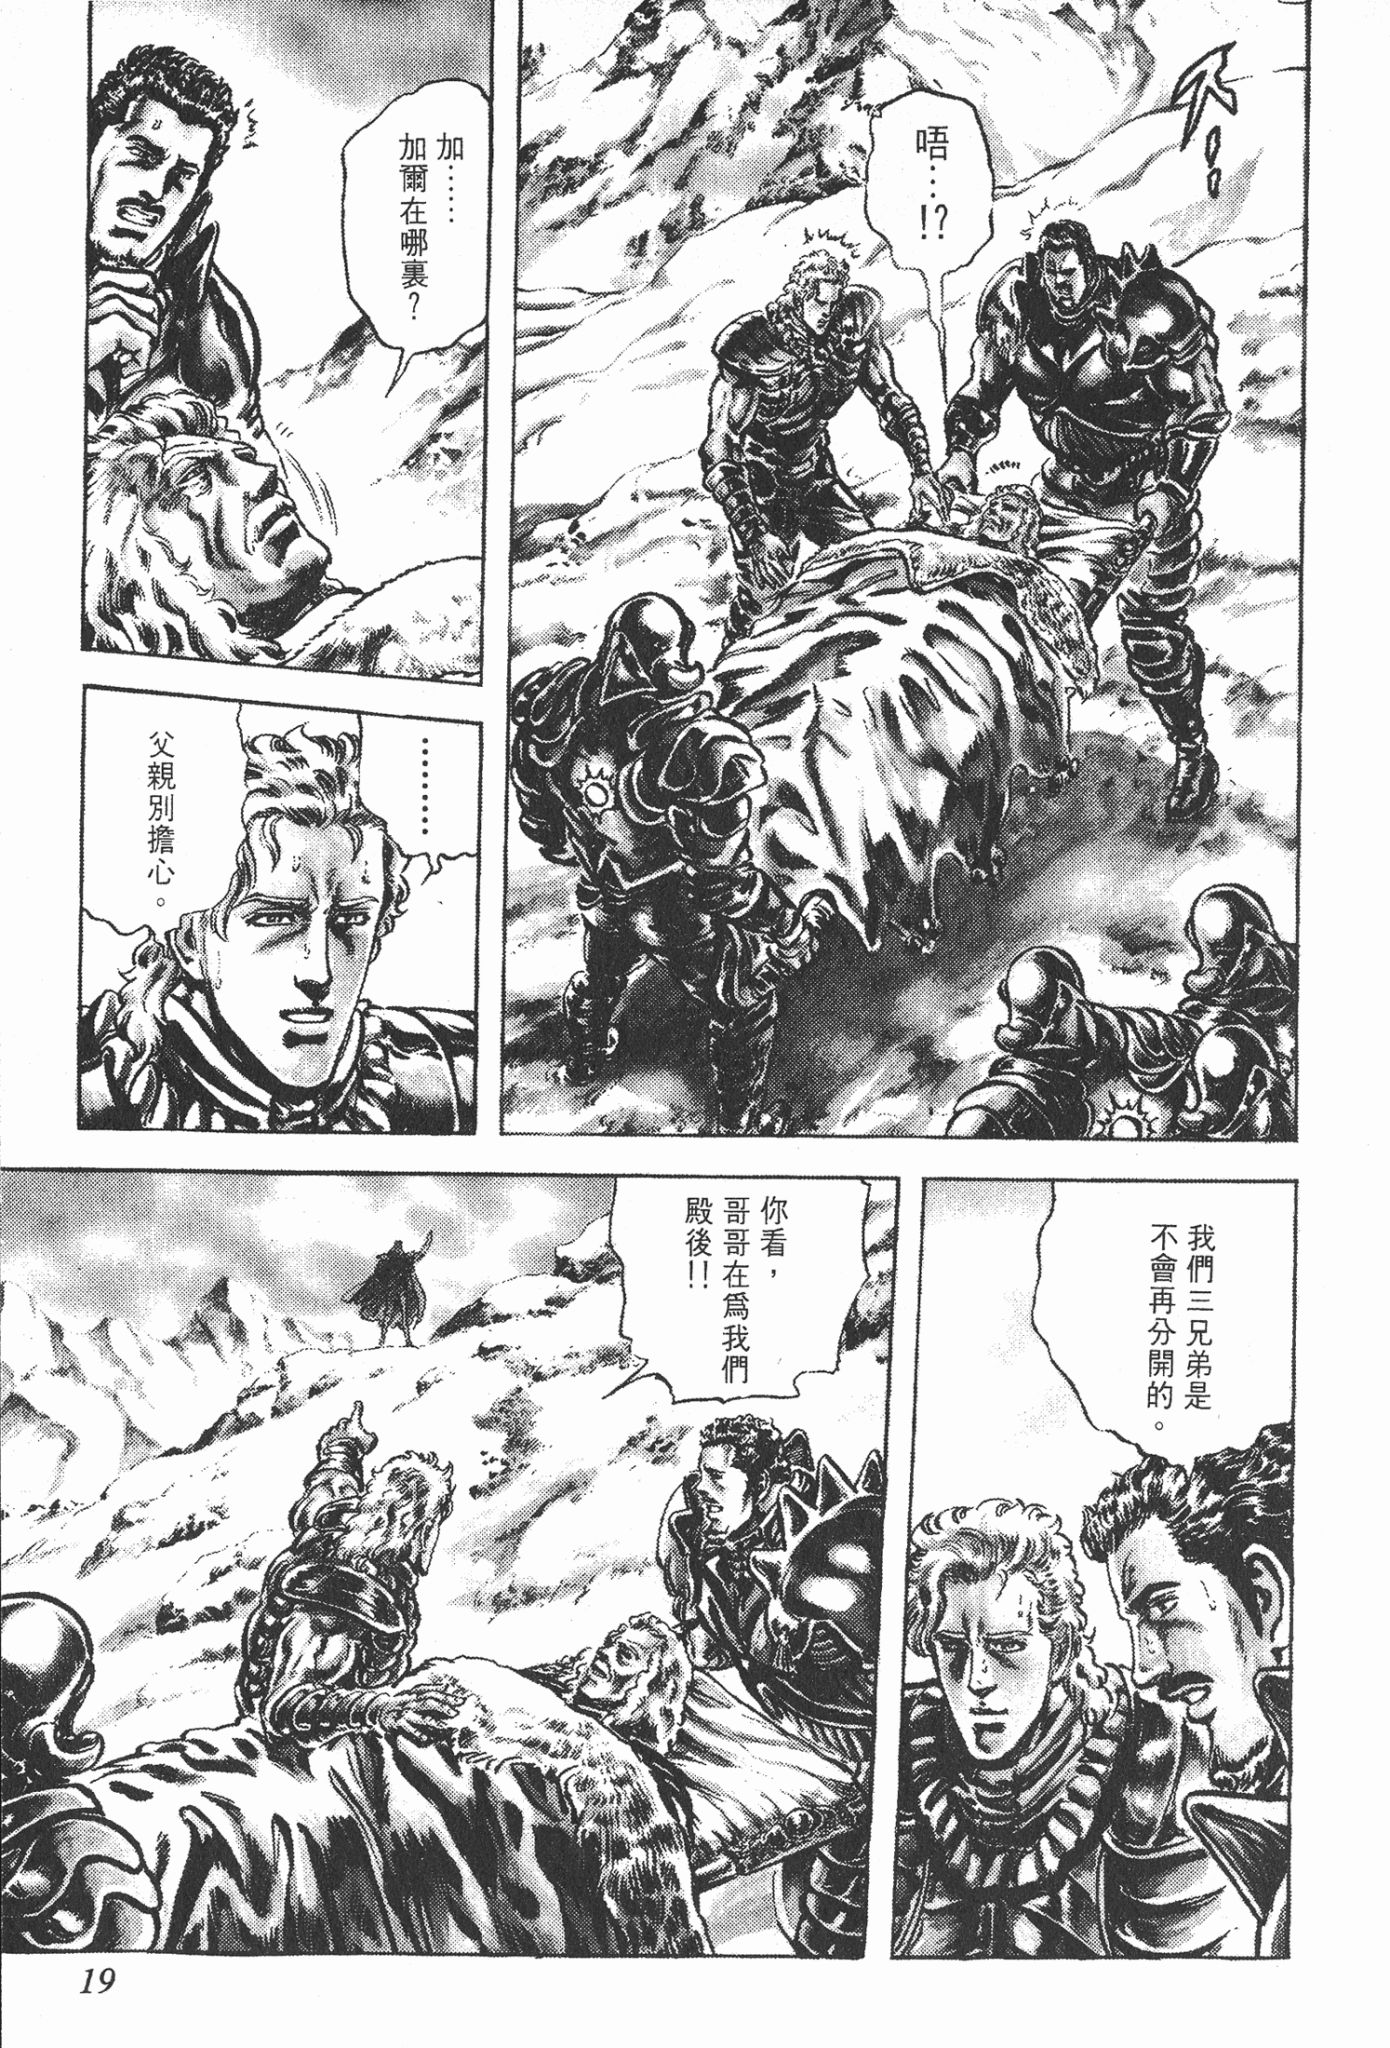 唔…!?
加……
加爾在哪裏?
………
父親別擔心。
我們三兄弟是
不會再分開的。
你看，
哥哥在爲我們
殿後!!
19